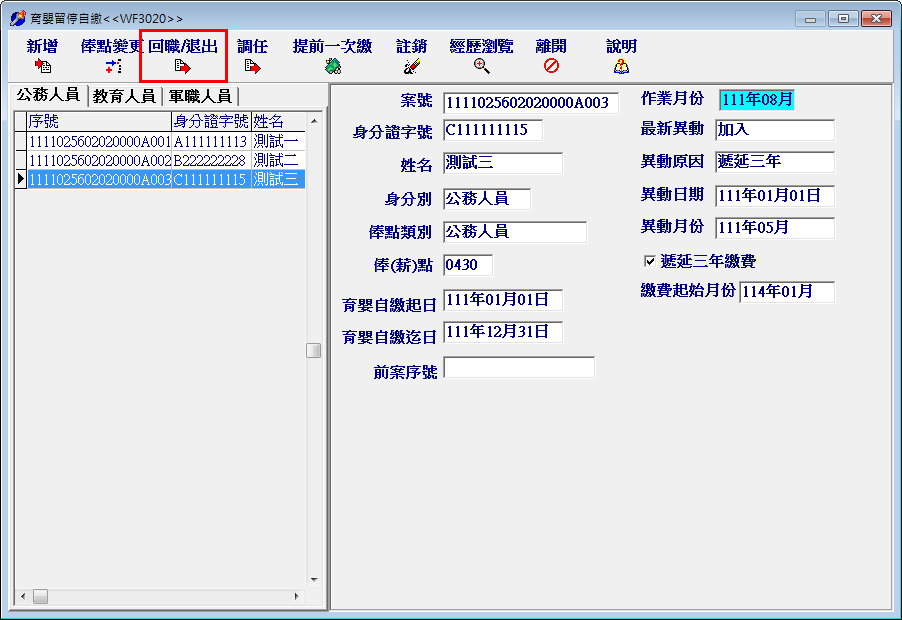 育嬰留停自繳<<WF3020>>
新增 俸點變更 回職/退出 調任 提前一次繳 註銷 經歷瀏覽 離開 說明
公務人員 教育人員 軍職人員
序號 身分證字號 姓名
1111025602020000A001 A111111113 測試一
1111025602020000A002 B222222228 測試二
1111025602020000A003 C111111115 測試三
案號 1111025602020000A003
身分證字號 C111111115
姓名 測試三
身分別 公務人員
俸點類別 公務人員
俸(薪)點 0430
育嬰自繳起日 111年01月01日
育嬰自繳迄日 111年12月31日
前案序號
作業月份 111年08月
最新異動 加入
異動原因 遞延三年
異動日期 111年01月01日
異動月份 111年05月
遞延三年繳費
繳費起始月份 114年01月